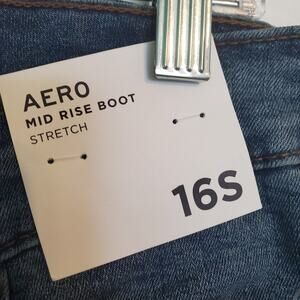 AERO
MID RISE BOOT
STRETCH
16S